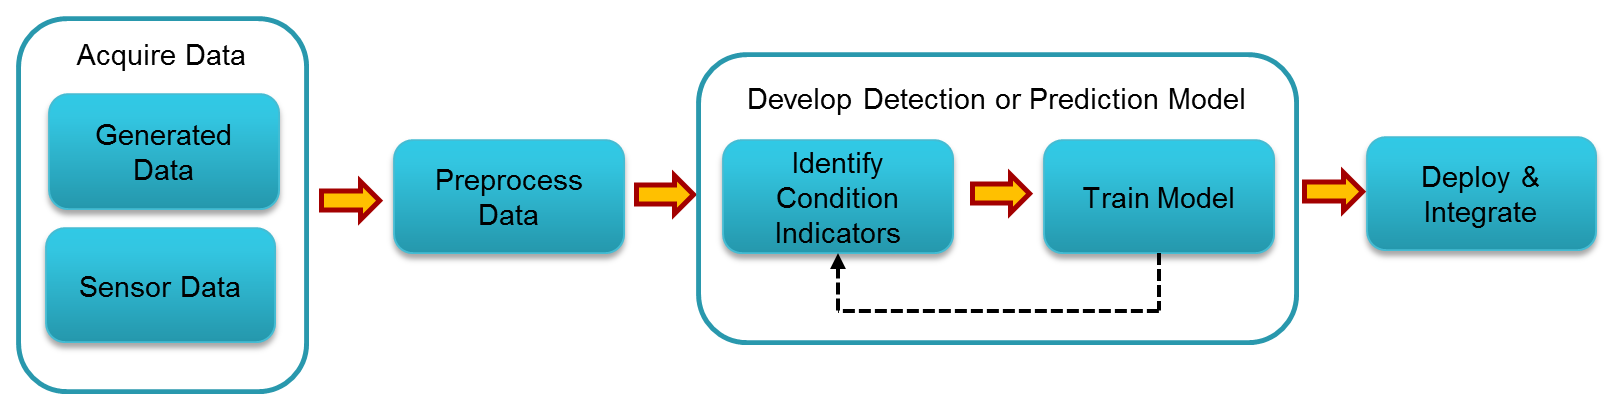 Acquire Data
Generated
Data
Sensor Data
Preprocess
Data
Develop Detection or Prediction Model
Identify
Condition
Indicators
Train Model
Deploy &
Integrate